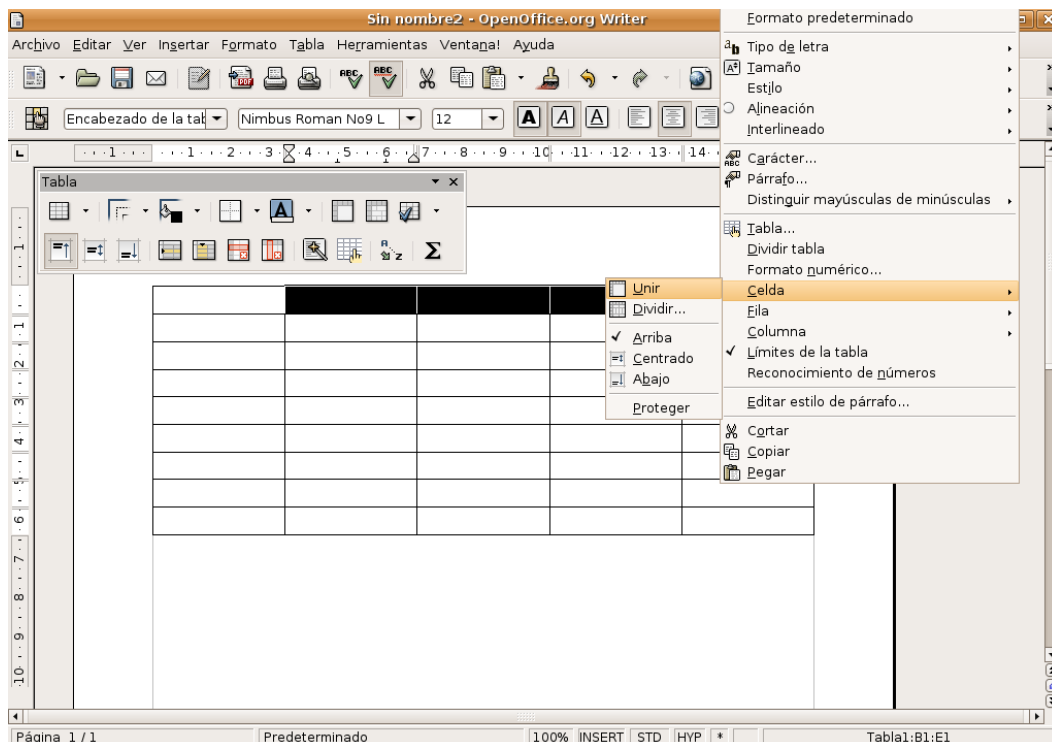 Sin nombre2 - OpenOffice.org Writer
Archivo Editar Ver Insertar Formato Tabla Herramientas Ventana! Ayuda
Encabezado de la tab
Nimbus Roman No9 L
12
Tabla
Formato predeterminado
Tipo de letra
Tamaño
Estilo
Alineación
Interlineado
Carácter...
Párrafo...
Distinguir mayúsculas de minúsculas
Tabla...
Dividir tabla
Formato numérico...
Celda
Fila
Columna
Límites de la tabla
Reconocimiento de números
Editar estilo de párrafo...
Cortar
Copiar
Pegar
Unir
Dividir...
Arriba
Centrado
Abajo
Proteger
Página 1 / 1 Predeterminado 100% INSERT STD HYP * Tabla1:B1:E1